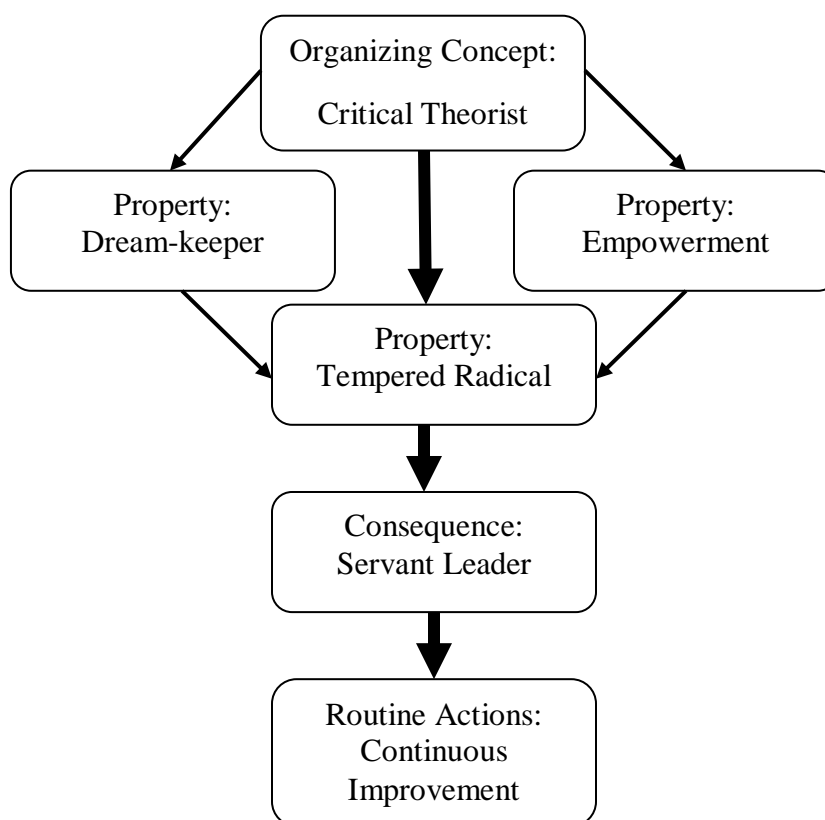 Organizing Concept:
Critical Theorist
Property:
Dream-keeper
Property:
Empowerment
Property:
Tempered Radical
Consequence:
Servant Leader
Routine Actions:
Continuous
Improvement